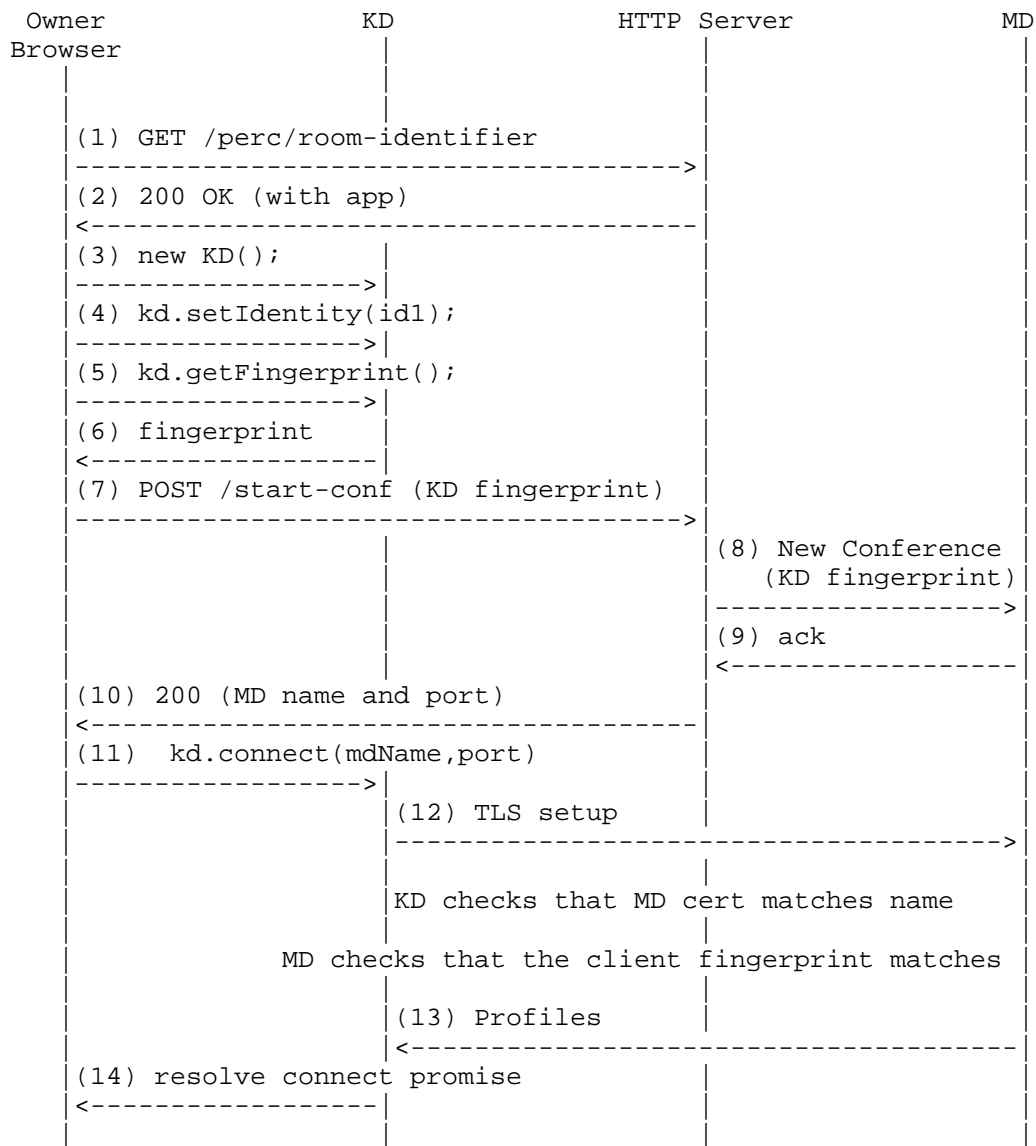 Owner KD HTTP Server MD
Browser
(1) GET /perc/room-identifier
(2) 200 OK (with app)
(3) new KD();
(4) kd.setIdentity(id1);
(5) kd.getFingerprint();
(6) fingerprint
(7) POST /start-conf (KD fingerprint)
(8) New Conference
(KD fingerprint)
(9) ack
(10) 200 (MD name and port)
(11) kd.connect(mdName,port)
(12) TLS setup
KD checks that MD cert matches name
MD checks that the client fingerprint matches
(13) Profiles
(14) resolve connect promise